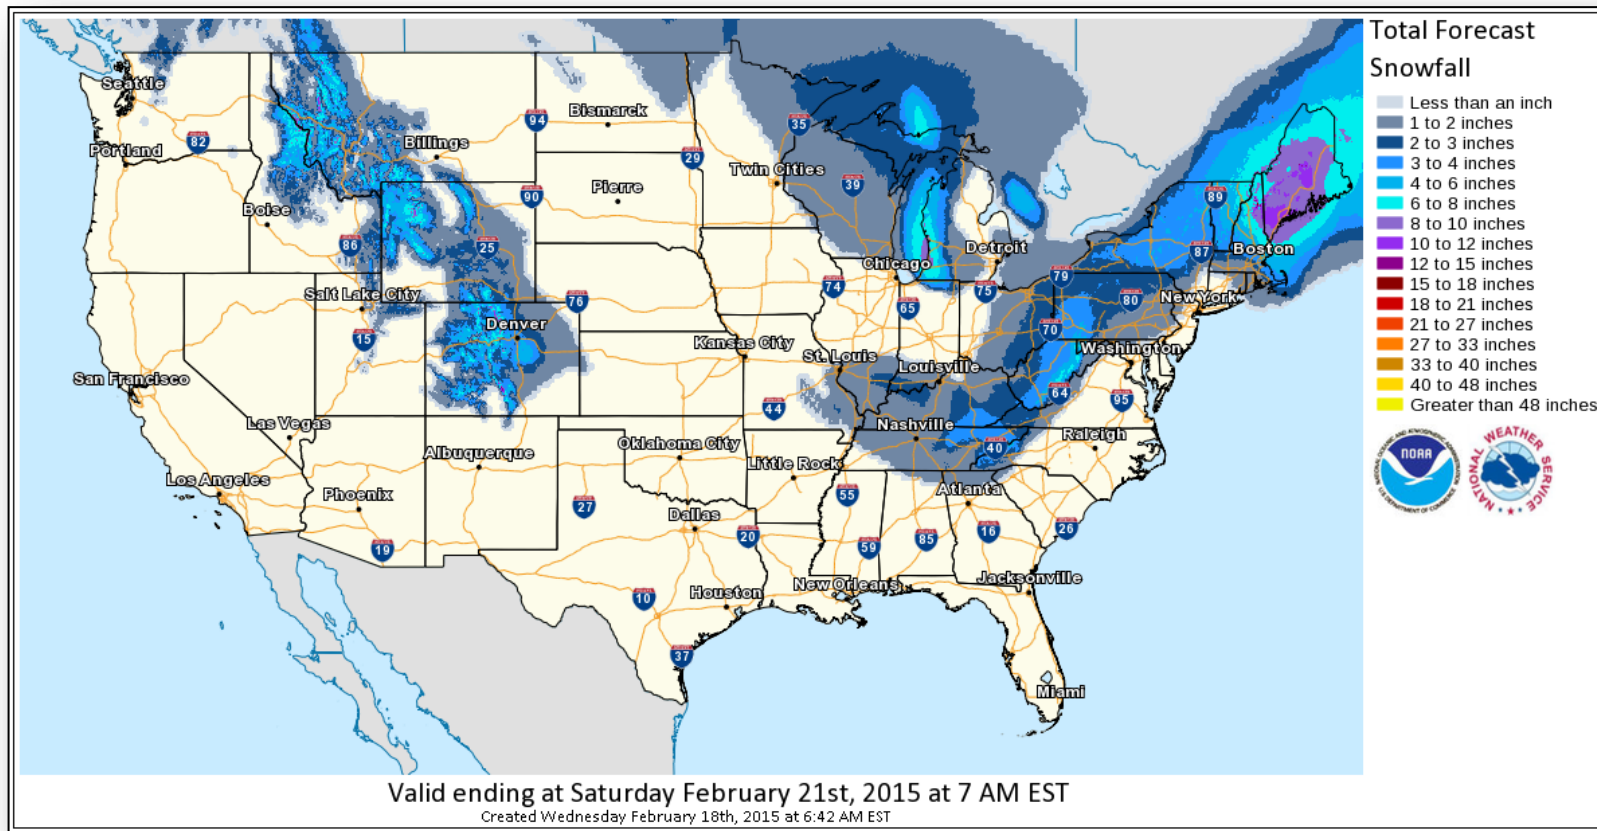 Total Forecast
Snowfall
Less than an inch
1 to 2 inches
2 to 3 inches
3 to 4 inches
4 to 6 inches
6 to 8 inches
8 to 10 inches
10 to 12 inches
12 to 15 inches
15 to 18 inches
18 to 21 inches
21 to 27 inches
27 to 33 inches
33 to 40 inches
40 to 48 inches
Greater than 48 inches
NOAA
NATIONAL OCEANIC AND ATMOSPHERIC ADMINISTRATION
U.S. DEPARTMENT OF COMMERCE
NATIONAL WEATHER SERVICE
Seattle
82
Portland
Billings
94
Bismarck
29
35
Twin Cities
39
90
Pierre
Boise
86
25
89
87
Boston
Detroit
Chicago
79
74
65
75
80
New York
Salt Lake City
76
Denver
15
70
Kansas City
St. Louis
Louisville
Washington
San Francisco
64
95
44
Las Vegas
Nashville
Raleigh
Oklahoma City
40
Albuquerque
Little Rock
Los Angeles
Phoenix
55
Atlanta
27
Dallas
20
19
59
85
16
26
10
Houston
New Orleans
Jacksonville
37
Miami
Valid ending at Saturday February 21st, 2015 at 7 AM EST
Created Wednesday February 18th, 2015 at 6:42 AM EST